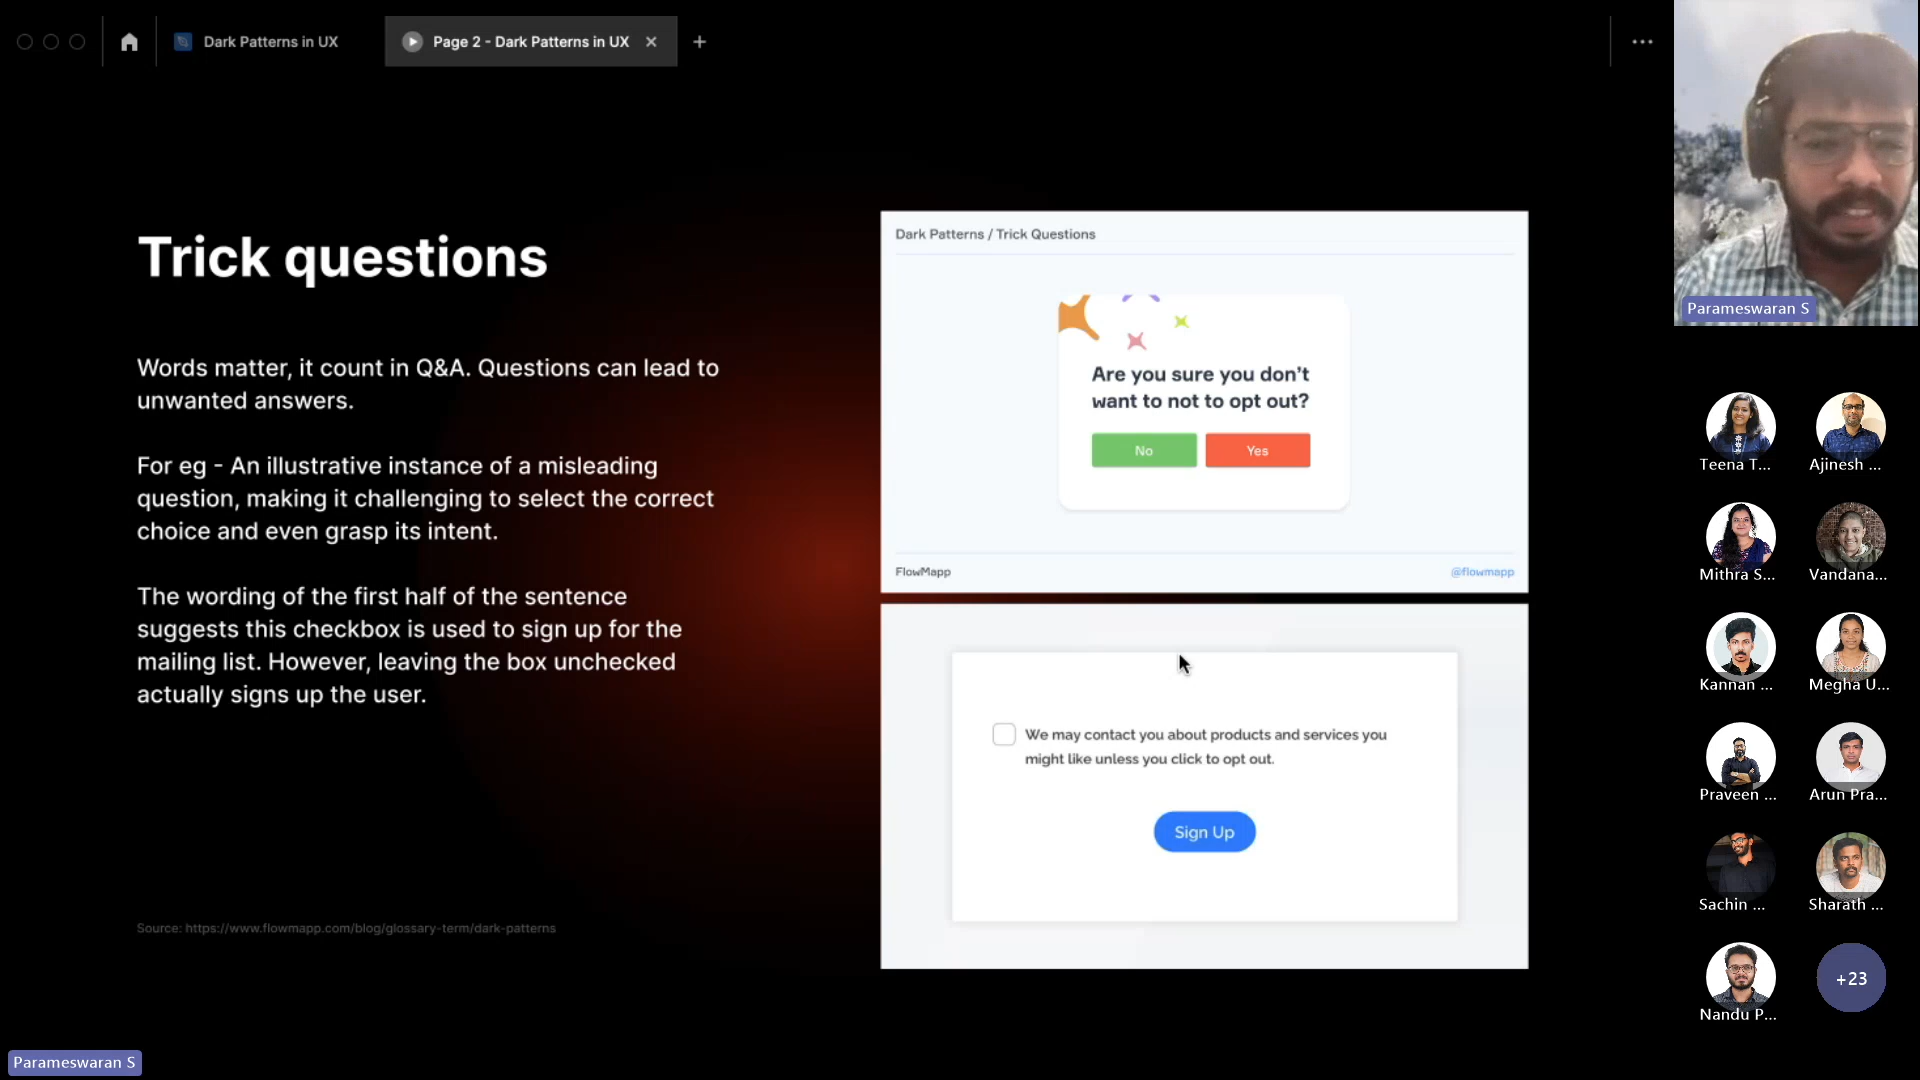 Dark Patterns in UX
Page 2 - Dark Patterns in UX
Trick questions
Words matter, it count in Q&A. Questions can lead to
unwanted answers.
For eg - An illustrative instance of a misleading
question, making it challenging to select the correct
choice and even grasp its intent.
The wording of the first half of the sentence
suggests this checkbox is used to sign up for the
mailing list. However, leaving the box unchecked
actually signs up the user.
Source: https://www.flowmapp.com/blog/glossary-term/dark-patterns
Dark Patterns / Trick Questions
Are you sure you don't
want to not to opt out?
No
Yes
FlowMapp
@flowmapp
We may contact you about products and services you
might like unless you click to opt out.
Sign Up
Parameswaran S
Teena T...
Ajinesh ...
Mithra S...
Vandana...
Kannan ...
Megha U...
Praveen ...
Arun Pra...
Sachin ...
Sharath ...
Nandu P...
+23
Parameswaran S